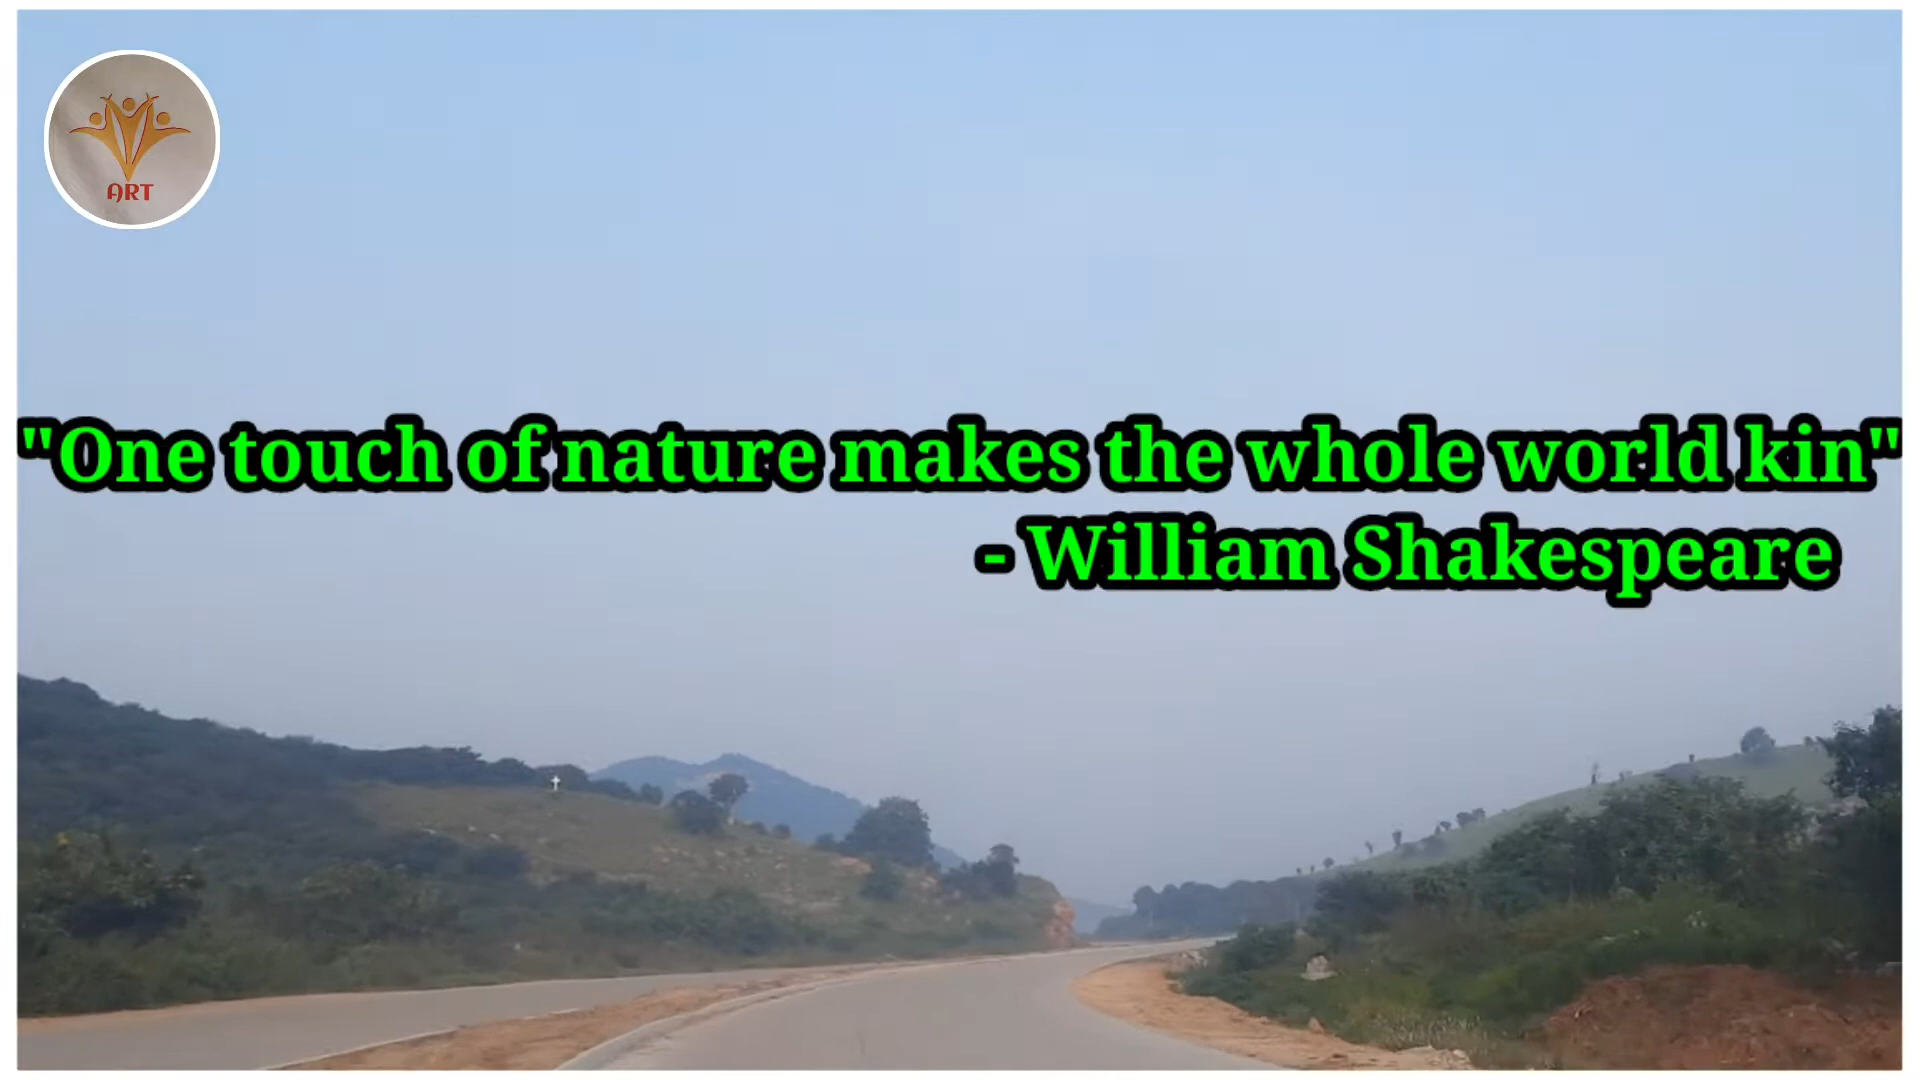 ART
"One touch of nature makes the whole world kin"
- William Shakespeare